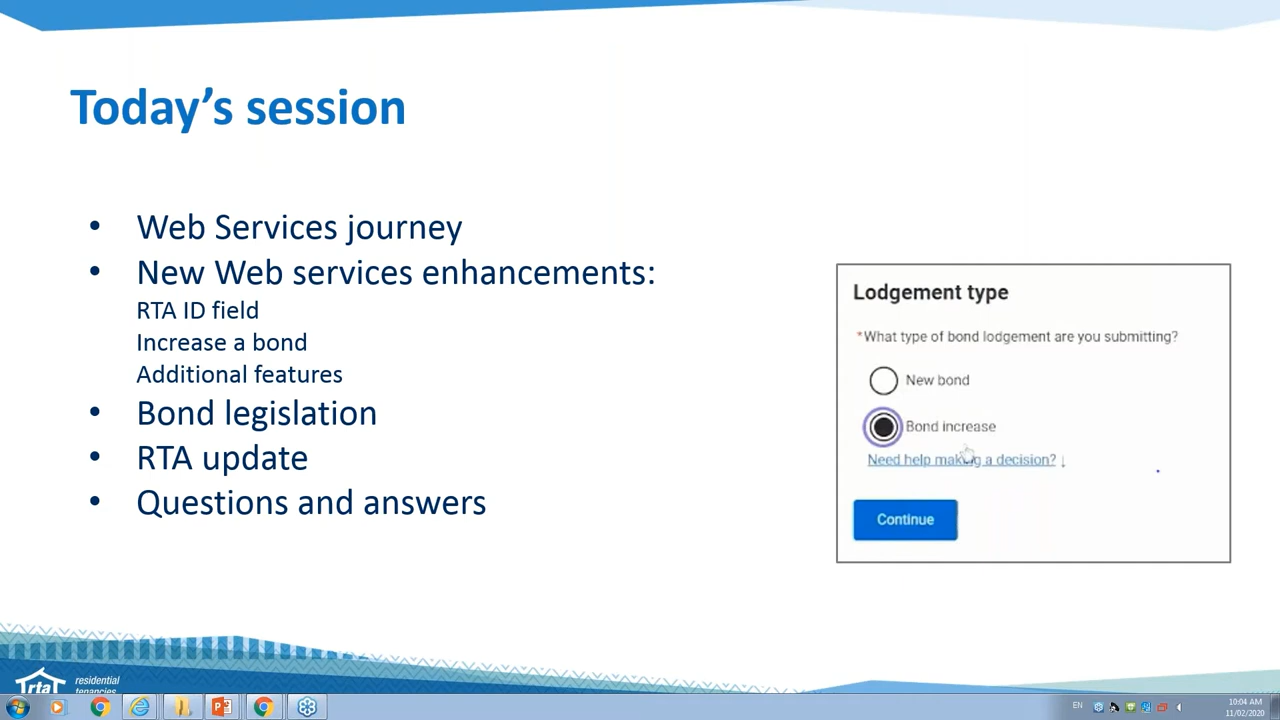 Today's session
• Web Services journey
• New Web services enhancements:
RTA ID field
Increase a bond
Additional features
• Bond legislation
• RTA update
• Questions and answers
Lodgement type
*What type of bond lodgement are you submitting?
New bond
Bond increase
Need help making a decision? ↓
Continue
rta
residential
tenancies
EN
10:04 AM
11/02/2020